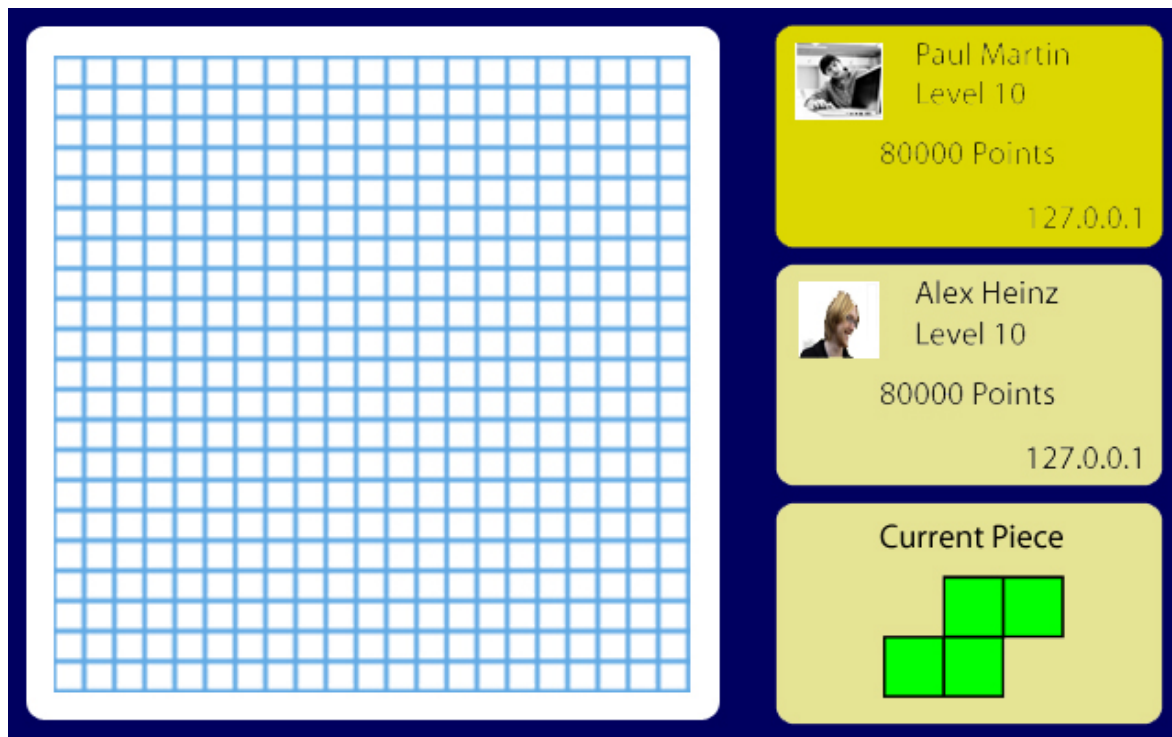 Paul Martin
Level 10
80000 Points
127.0.0.1
Alex Heinz
Level 10
80000 Points
127.0.0.1
Current Piece